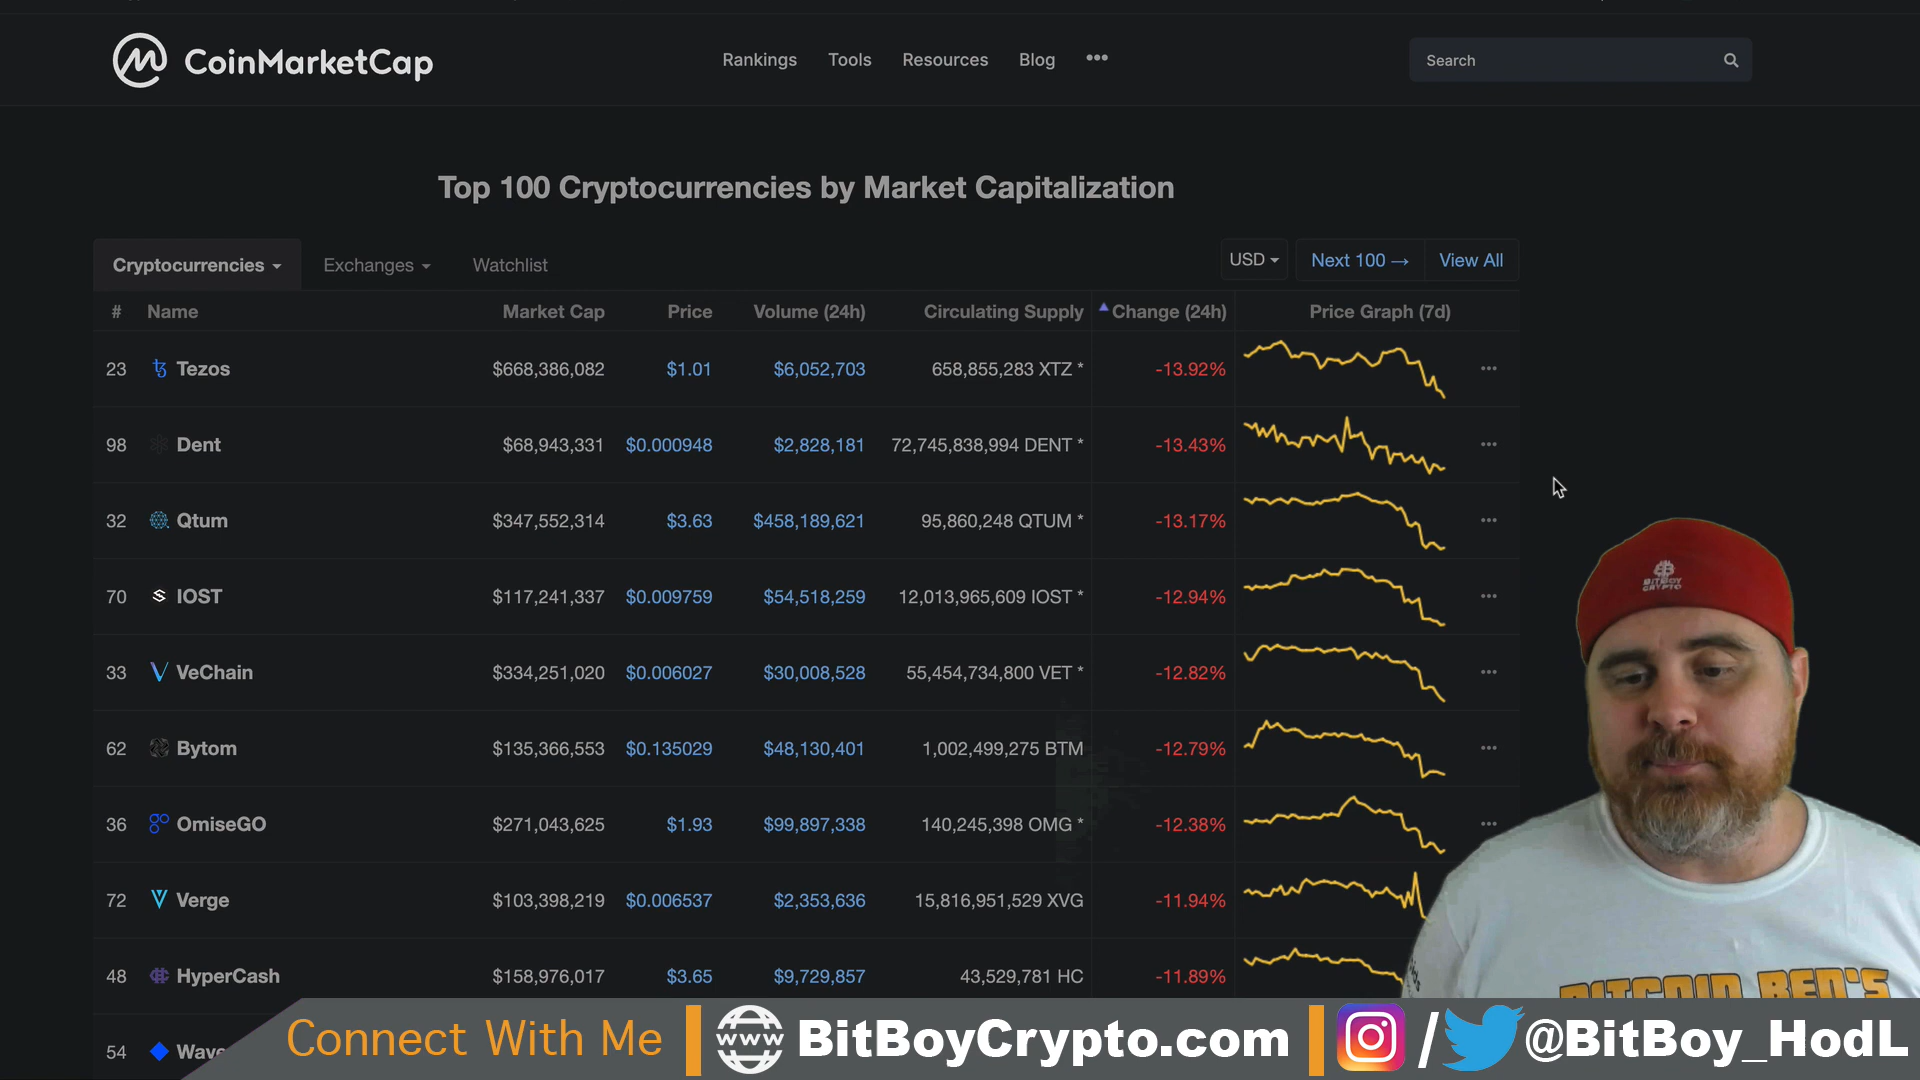 CoinMarketCap Rankings Tools Resources Blog ••• Search
Top 100 Cryptocurrencies by Market Capitalization
Cryptocurrencies Exchanges Watchlist USD Next 100 → View All
# Name Market Cap Price Volume (24h) Circulating Supply Change (24h) Price Graph (7d)
23 Tezos $668,386,082 $1.01 $6,052,703 658,855,283 XTZ * -13.92%
98 Dent $68,943,331 $0.000948 $2,828,181 72,745,838,994 DENT * -13.43%
32 Qtum $347,552,314 $3.63 $458,189,621 95,860,248 QTUM * -13.17%
70 IOST $117,241,337 $0.009759 $54,518,259 12,013,965,609 IOST * -12.94%
33 VeChain $334,251,020 $0.006027 $30,008,528 55,454,734,800 VET * -12.82%
62 Bytom $135,366,553 $0.135029 $48,130,401 1,002,499,275 BTM -12.79%
36 OmiseGO $271,043,625 $1.93 $99,897,338 140,245,398 OMG * -12.38%
72 Verge $103,398,219 $0.006537 $2,353,636 15,816,951,529 XVG -11.94%
48 HyperCash $158,976,017 $3.65 $9,729,857 43,529,781 HC -11.89%
54 Wave
BITBOY
CRYPTO
BITCOIN BEN'S
Connect With Me WWW BitBoyCrypto.com / @BitBoy_HodL